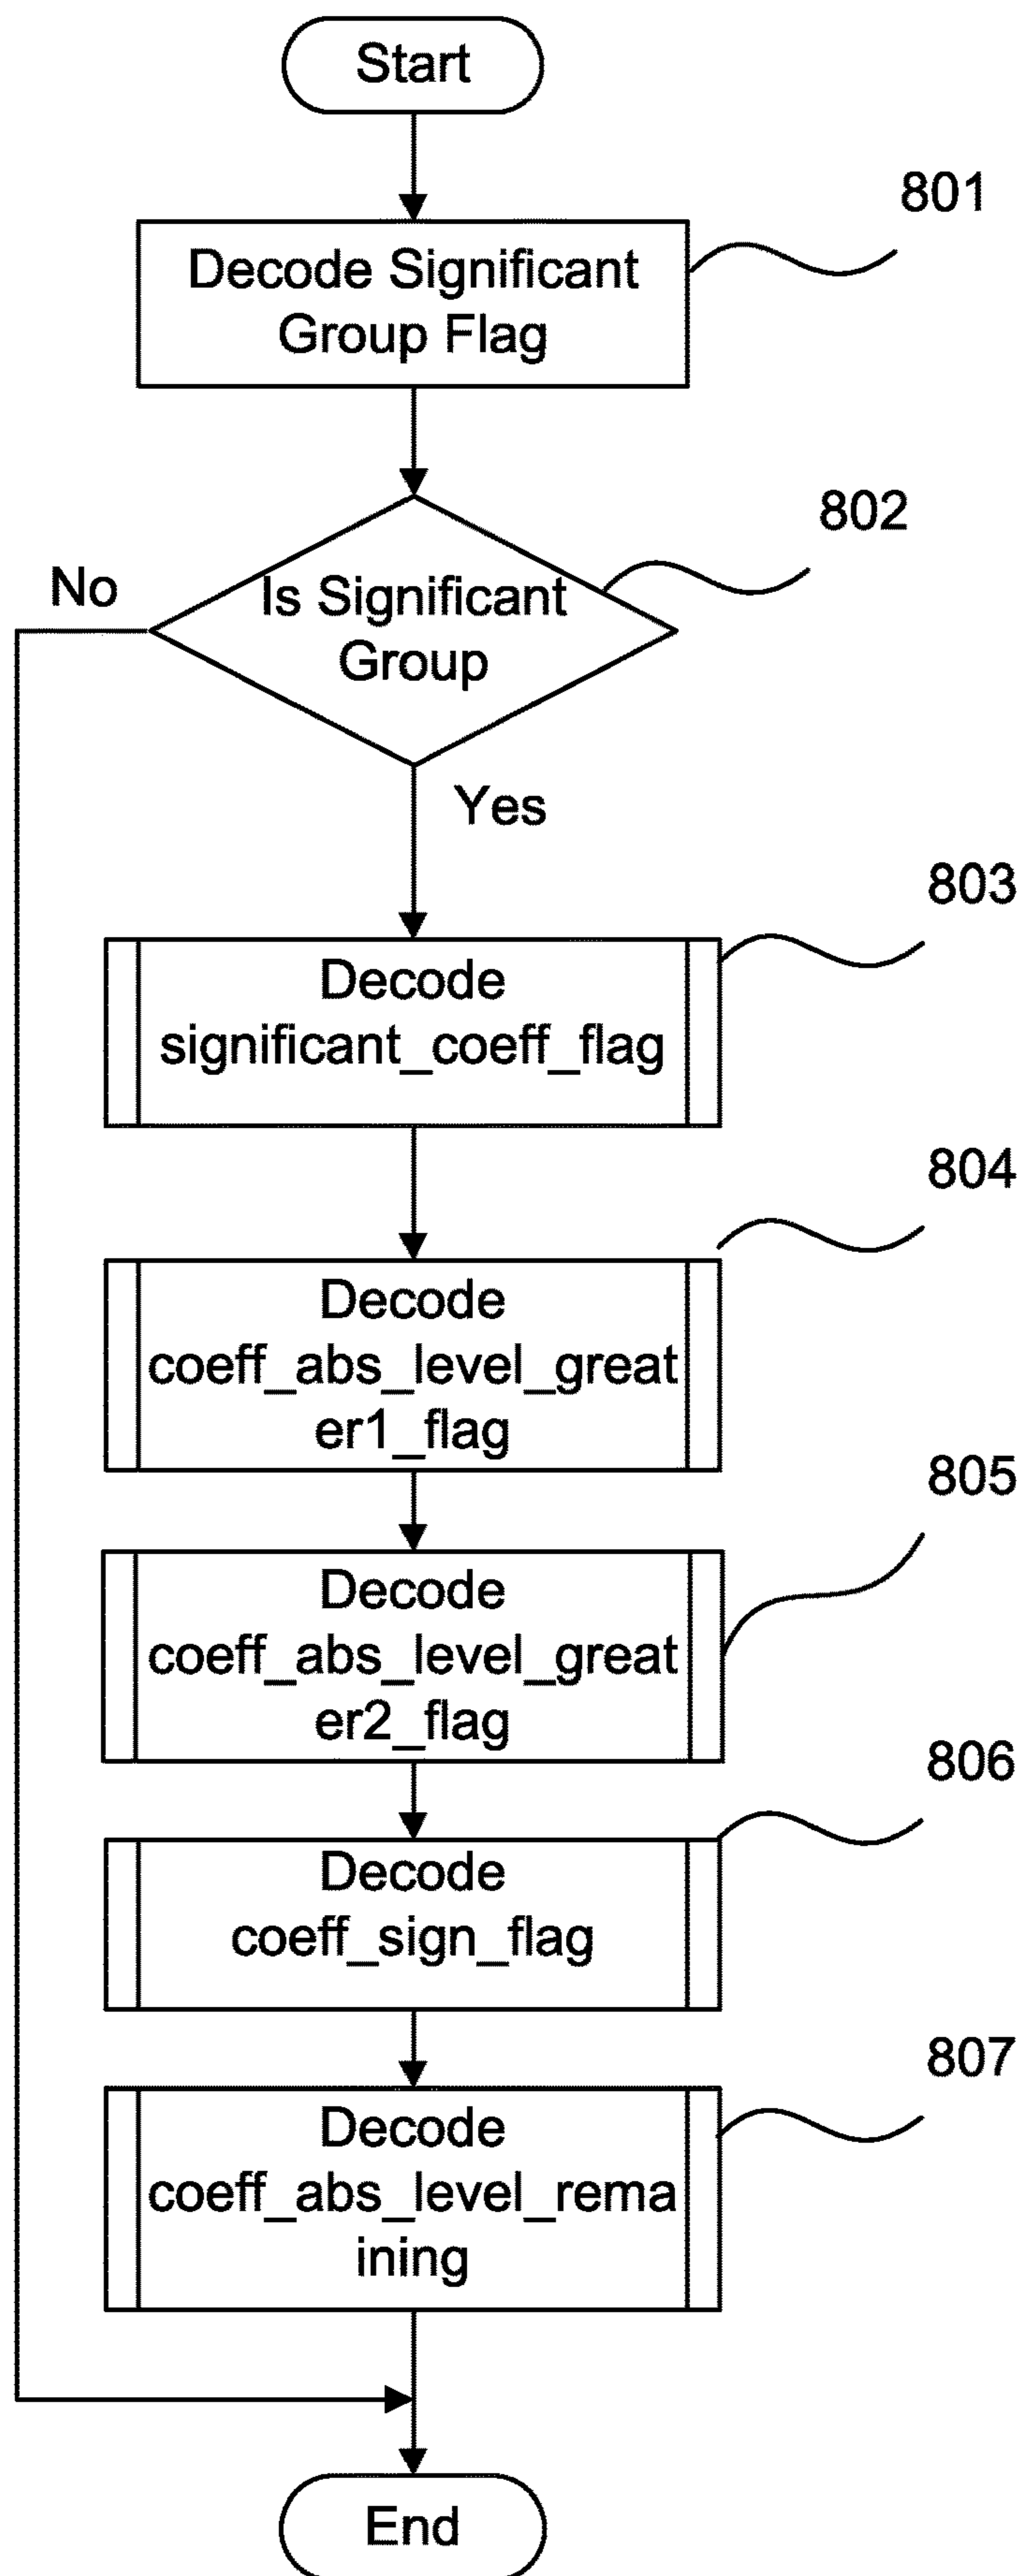 Start
801
Decode Significant
Group Flag
802
No
Is Significant
Group
Yes
803
Decode
significant_coeff_flag
804
Decode
coeff_abs_level_great
er1_flag
805
Decode
coeff_abs_level_great
er2_flag
806
Decode
coeff_sign_flag
807
Decode
coeff_abs_level_rema
ining
End